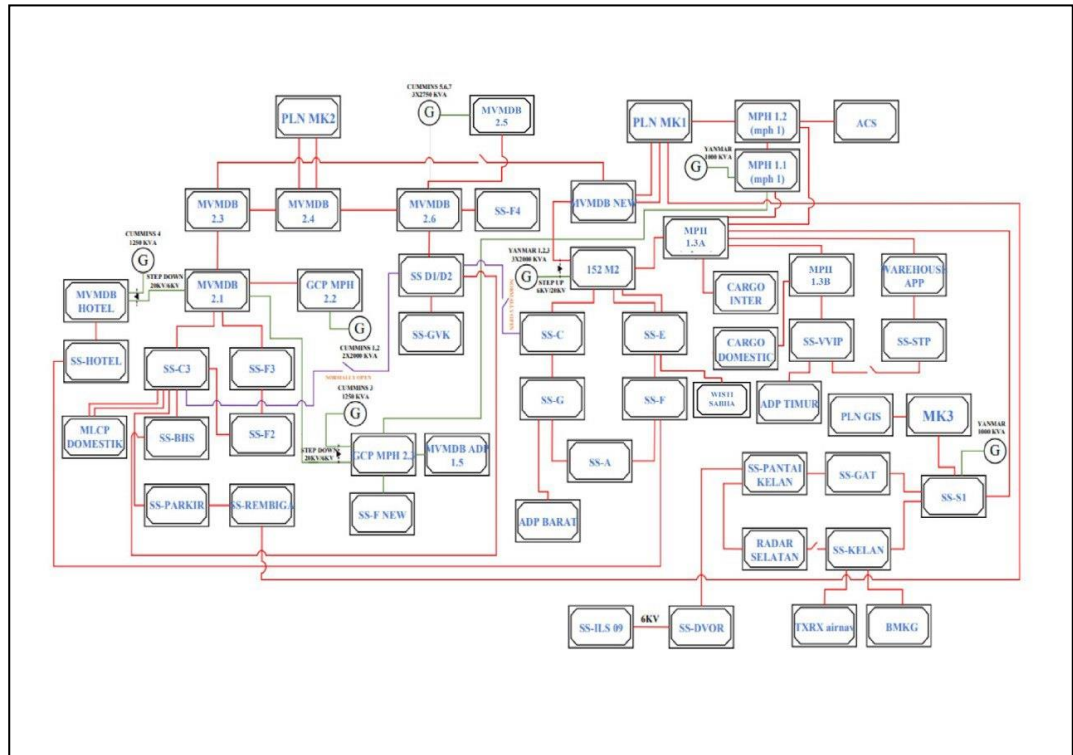 CUMMINS 5,6,7
3X2750 KVA
G
MVMDB
2.5
PLN MK2
PLN MK1
MPH 1.2
(mph 1)
ACS
YANMAR
1000 KVA
G
MPH 1.1
(mph 1)
MVMDB
2.3
MVMDB
2.4
MVMDB
2.6
SS-F4
MVMDB NEW
MPH
1.3A
CUMMINS 4
1250 KVA
G
STEP DOWN
20KV/6KV
MVMDB
HOTEL
MVMDB
2.1
GCP MPH
2.2
SS D1/D2
YANMAR 1,2,3
3X2000 KVA
G
STEP UP
6KV/20KV
152 M2
NORMALLY OPEN
CARGO
INTER
MPH
1.3B
WAREHOUSE
APP
CUMMINS 1,2
2X2000 KVA
G
SS-HOTEL
SS-C3
SS-F3
SS-GVK
SS-C
SS-E
CARGO
DOMESTIC
SS-VVIP
SS-STP
NORMALLY OPEN
CUMMINS 3
1250 KVA
G
SS-G
SS-F
ADP TIMUR
PLN GIS
MK3
YANMAR
1000 KVA
G
MLCP
DOMESTIK
SS-BHS
SS-F2
STEP DOWN
20KV/6KV
MVMDB ADP
1.5
SS-A
SS-PANTAI
KELAN
SS-GAT
SS-S1
SS-PARKIR
SS-REMBIGA
SS-F NEW
ADP BARAT
RADAR
SELATAN
SS-KELAN
SS-ILS 09
6KV
SS-DVOR
TXRX airnav
BMKG